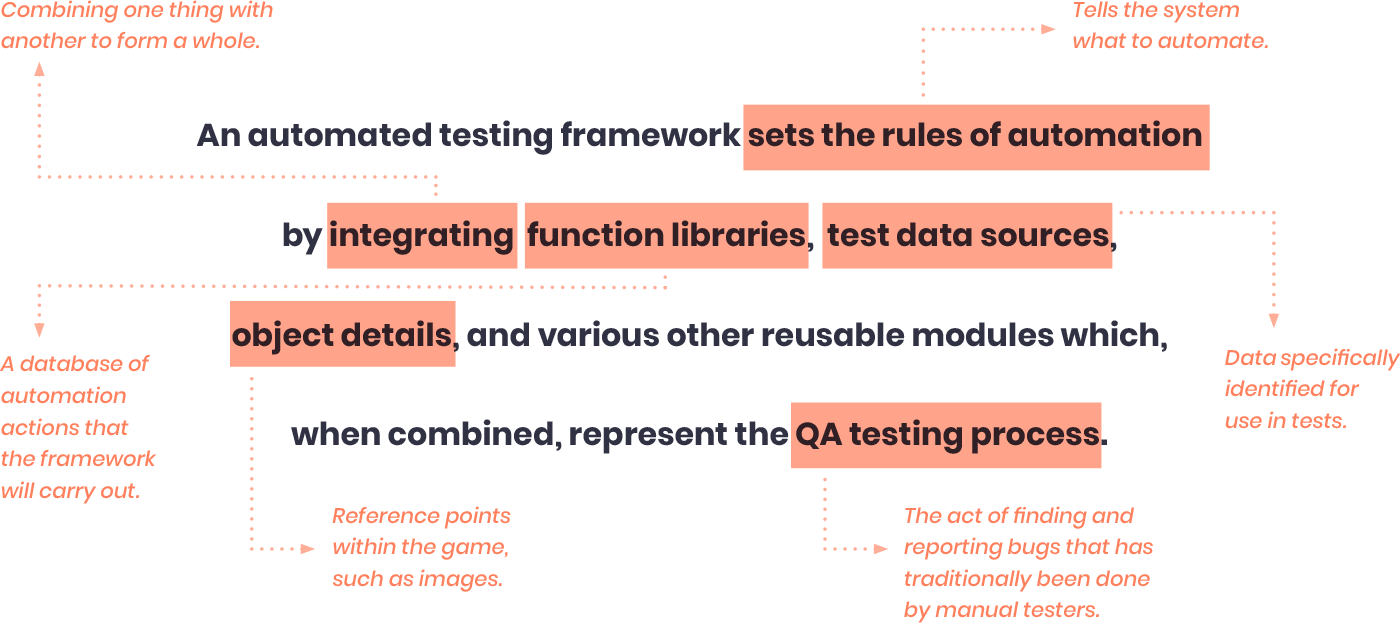 Combining one thing with
another to form a whole.
Tells the system
what to automate.
An automated testing framework sets the rules of automation
by integrating function libraries, test data sources,
object details, and various other reusable modules which,
when combined, represent the QA testing process.
A database of
automation
actions that
the framework
will carry out.
Data specifically
identified for
use in tests.
Reference points
within the game,
such as images.
The act of finding and
reporting bugs that has
traditionally been done
by manual testers.